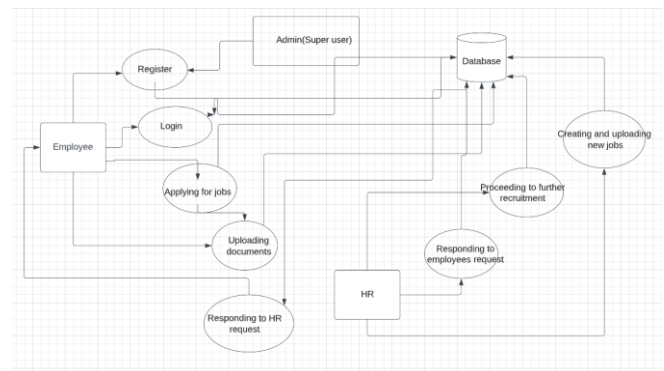 Admin(Super user)
Database
Register
Login
Employee
Creating and uploading
new jobs
Applying for jobs
Proceeding to further
recruitment
Uploading
documents
Responding to
employees request
HR
Responding to HR
request